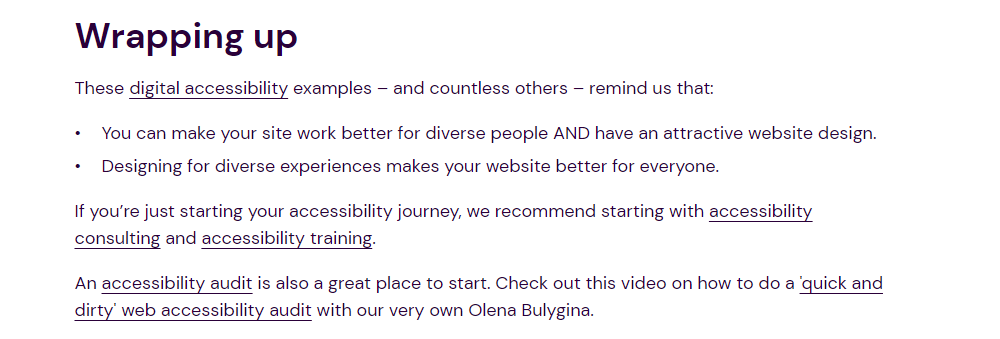 Wrapping up
These digital accessibility examples – and countless others – remind us that:
• You can make your site work better for diverse people AND have an attractive website design.
• Designing for diverse experiences makes your website better for everyone.
If you’re just starting your accessibility journey, we recommend starting with accessibility
consulting and accessibility training.
An accessibility audit is also a great place to start. Check out this video on how to do a 'quick and
dirty' web accessibility audit with our very own Olena Bulygina.